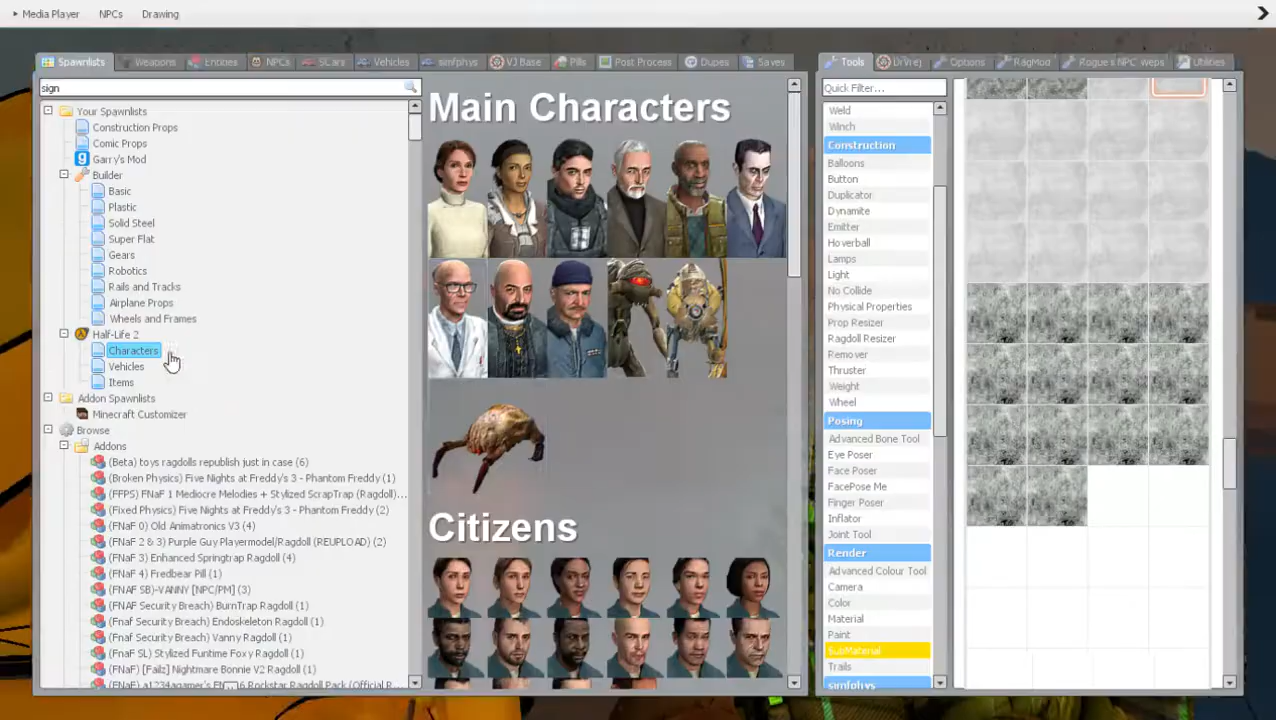 Media Player NPCs Drawing
Spawnlists Weapons Entities NPCs SCars Vehicles simfphys VJ Base Pills Post Process Dupes Saves
Tools Options RagMod Rogue's NPC Weps Utilities
sign
Quick Filter...
Your Spawnlists
Construction Props
Comic Props
Garry's Mod
Builder
Basic
Plastic
Solid Steel
Super Flat
Gears
Robotics
Rails and Tracks
Airplane Props
Wheels and Frames
Half-Life 2
Characters
Vehicles
Items
Addon Spawnlists
Minecraft Customizer
Browse
Addons
(Beta) toys ragdolls republish just in case (6)
(Broken Physics) Five Nights at Freddy's 3 - Phantom Freddy (1)
(FFPS) FNaF 1 Mediocre Melodies + Stylized ScrapTrap (Ragdoll)...
(Fixed Physics) Five Nights at Freddy's 3 - Phantom Freddy (2)
(FNaF 0) Old Animatronics V3 (4)
(FNaF 2 & 3) Purple Guy Playermodel/Ragdoll (REUPLOAD) (2)
(FNaF 3) Enhanced Springtrap Ragdoll (4)
(FNaF 4) Fredbear Pill (1)
(FNaF SB)-VANNY [NPC/PM] (3)
(FNAF Security Breach) BurnTrap Ragdoll (1)
(FNAF Security Breach) Endoskeleton Ragdoll (1)
(Fnaf Security Breach) Vanny Ragdoll (1)
(FNaF SL) Stylized Funtime Foxy (Ragdoll) (1)
(FNaF) [Failz] Nightmare Bonnie V2 Ragdoll (1)
Rockstar Ragdoll Pack (Official R...
Main Characters
Citizens
Weld
Winch
Construction
Balloons
Button
Duplicator
Dynamite
Emitter
Hoverball
Lamps
Light
No Collide
Physical Properties
Prop Resizer
Ragdoll Resizer
Remover
Thruster
Weight
Wheel
Posing
Advanced Bone Tool
Eye Poser
Face Poser
FacePose Me
Finger Poser
Inflator
Joint Tool
Render
Advanced Colour Tool
Camera
Color
Material
Paint
SubMaterial
Trails
simfphys